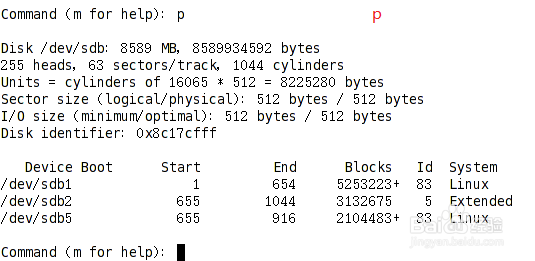 Command (m for help): p p
Disk /dev/sdb: 8589 MB, 8589934592 bytes
255 heads, 63 sectors/track, 1044 cylinders
Units = cylinders of 16065 * 512 = 8225280 bytes
Sector size (logical/physical): 512 bytes / 512 bytes
I/O size (minimum/optimal): 512 bytes / 512 bytes
Disk identifier: 0x8c17cfff
Device Boot Start End Blocks Id System
/dev/sdb1 1 654 5253223+ 83 Linux
/dev/sdb2 655 1044 3132675 5 Extended
/dev/sdb5 655 916 2104483+ 83 Linux
Command (m for help):
Baidu 经验
jingyan.baidu.com